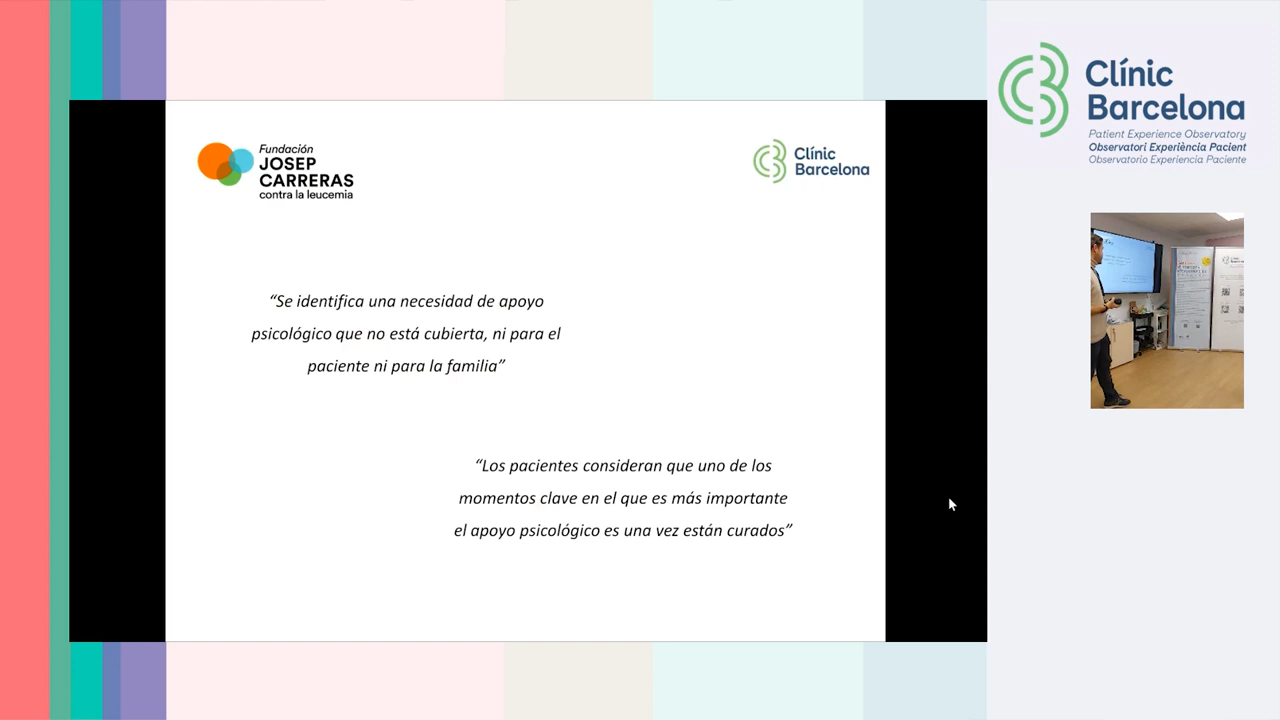 Fundación
JOSEP
CARRERAS
contra la leucemia
Clínic
Barcelona
“Se identifica una necesidad de apoyo
psicológico que no está cubierta, ni para el
paciente ni para la familia”
“Los pacientes consideran que uno de los
momentos clave en el que es más importante
el apoyo psicológico es una vez están curados”
Clínic
Barcelona
Patient Experience Observatory
Observatori Experiència Pacient
Observatorio Experiencia Paciente